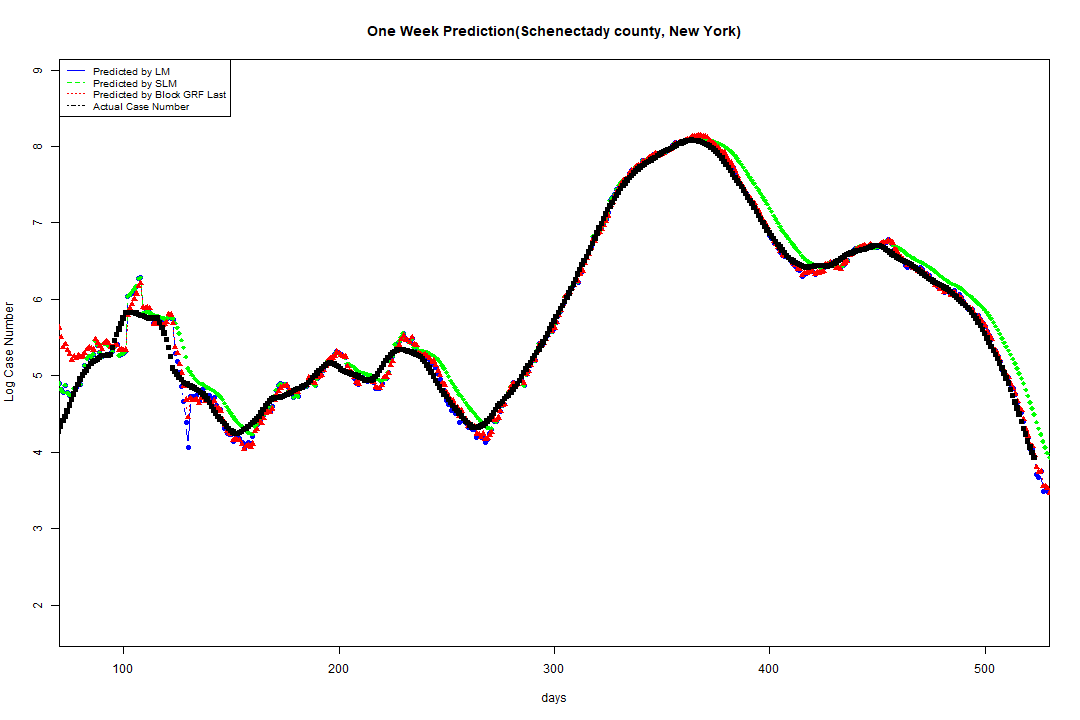 One Week Prediction(Schenectady county, New York)
Predicted by LM
Predicted by SLM
Predicted by Block GRF Last
Actual Case Number
Log Case Number
9
8
7
6
5
4
3
2
100 200 300 400 500
days